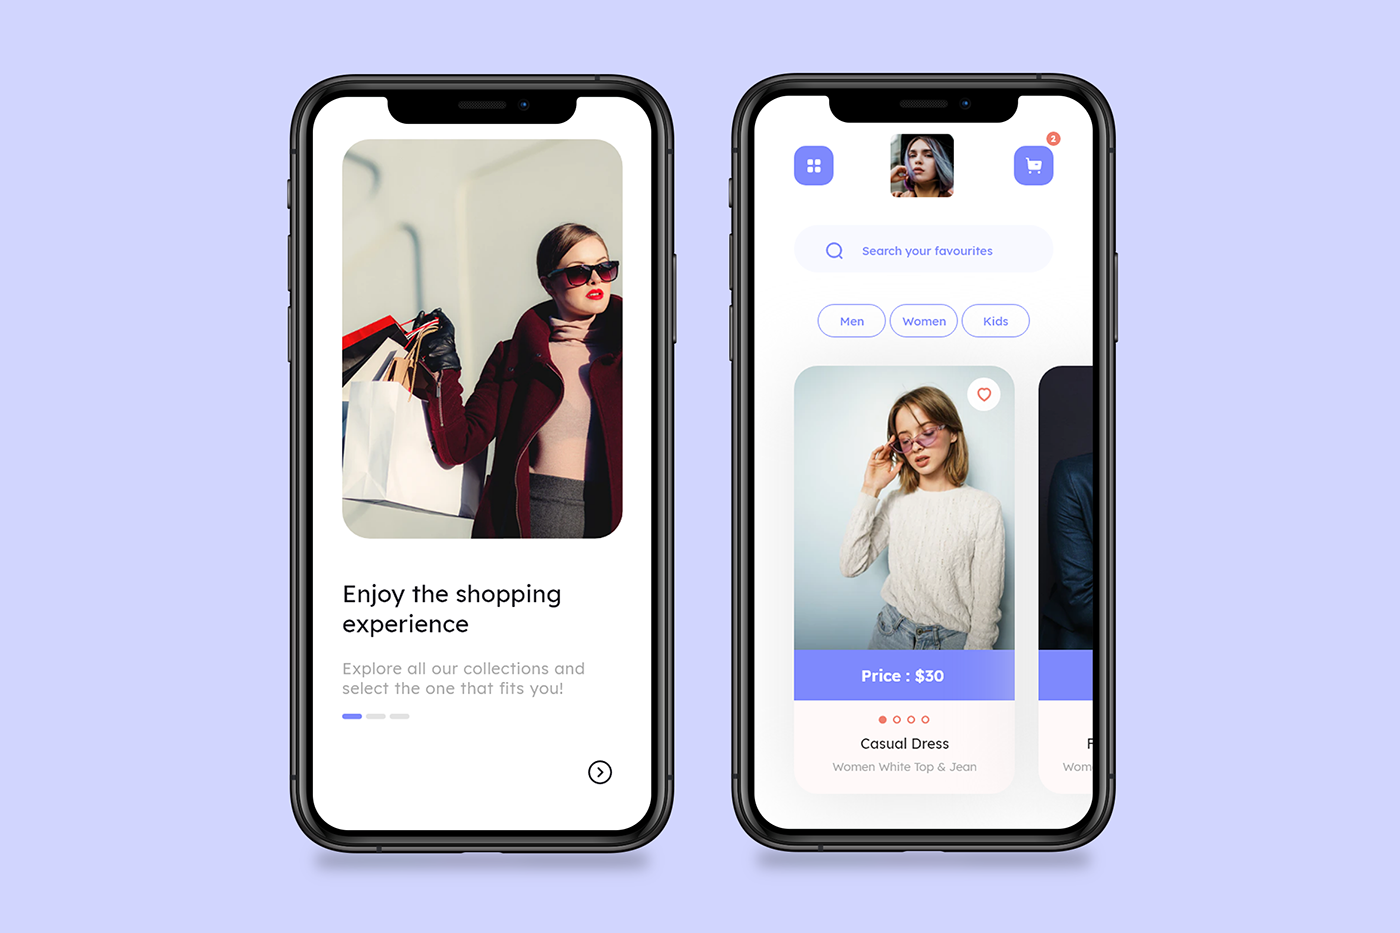 Enjoy the shopping
experience
Explore all our collections and
select the one that fits you!
2
Search your favourites
Men
Women
Kids
Price : $30
Casual Dress
Women White Top & Jean
F
Wom